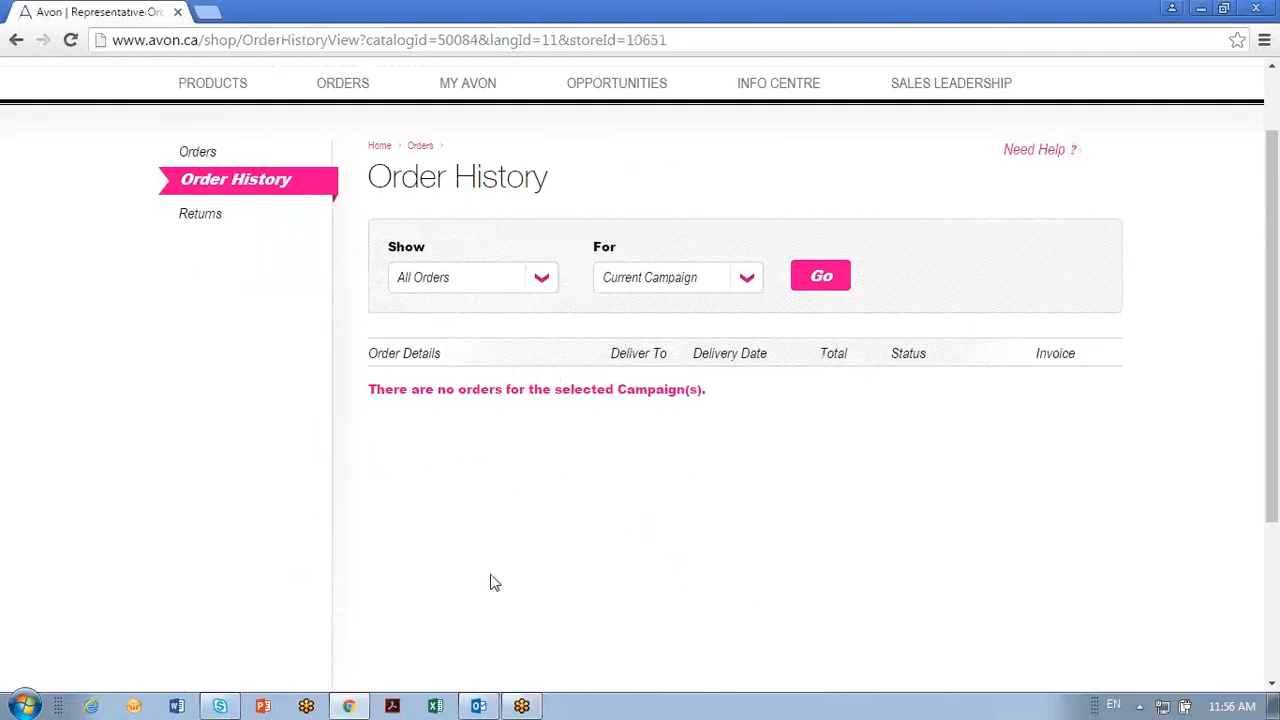 Avon | Representative Or
www.avon.ca/shop/OrderHistoryView?catalogid=50084&langId=11&storeId=10651
PRODUCTS ORDERS MY AVON OPPORTUNITIES INFO CENTRE SALES LEADERSHIP
Orders
Order History
Returns
Home › Orders ›
Need Help ?
Order History
Show For
All Orders Current Campaign Go
Order Details Deliver To Delivery Date Total Status Invoice
There are no orders for the selected Campaign(s).
EN 11:56 AM